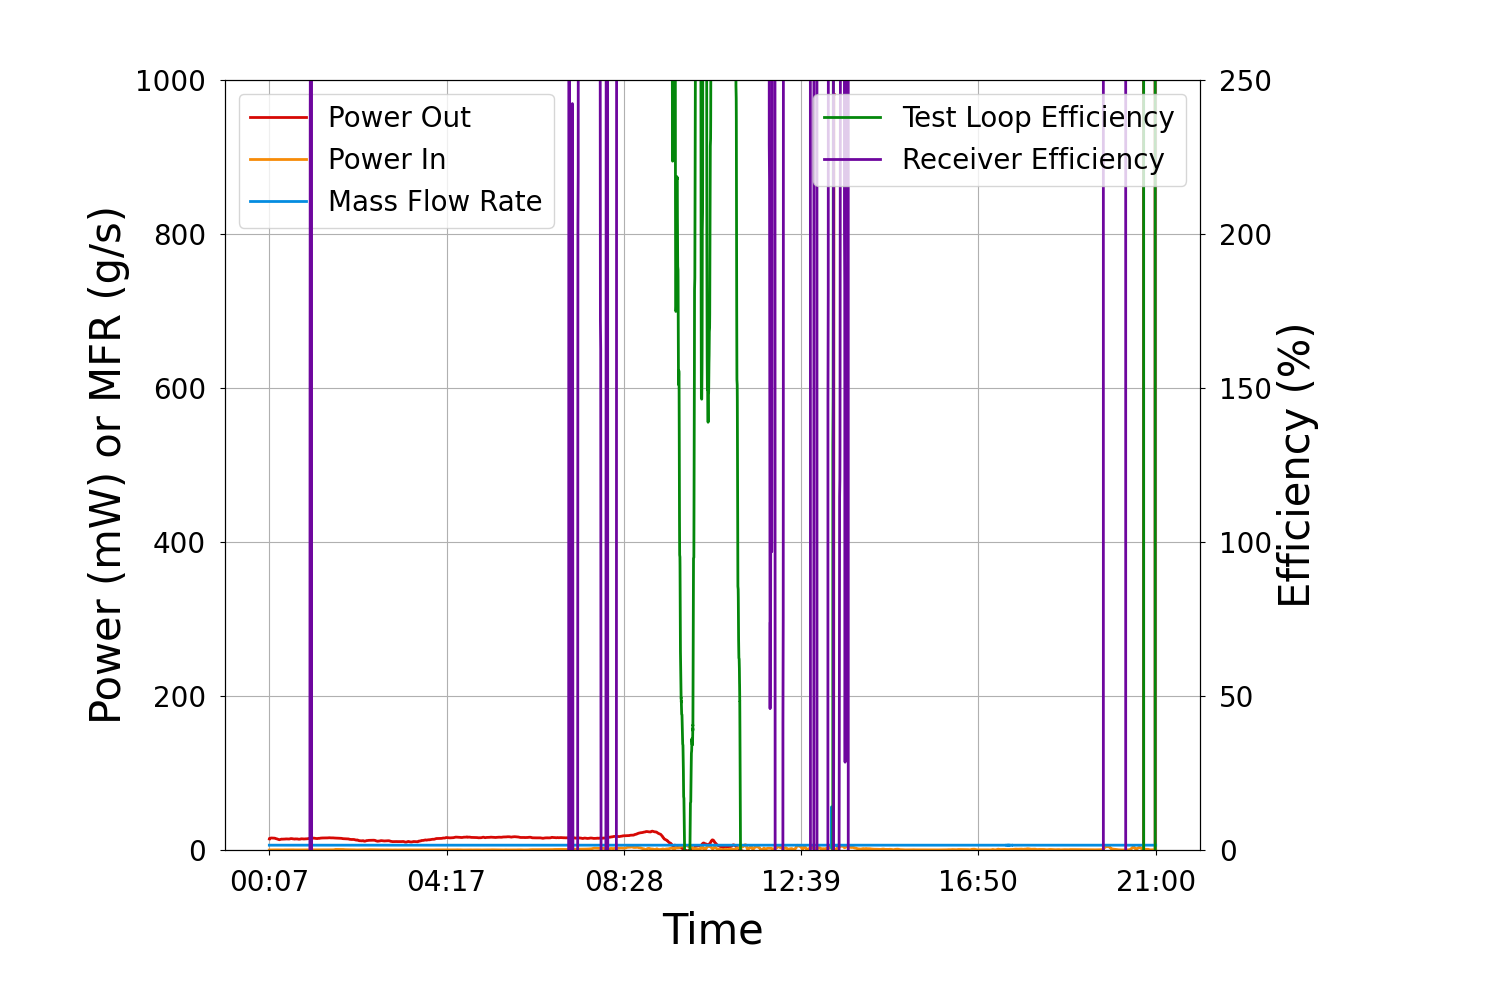 1000
800
600
400
200
0
Power (mW) or MFR (g/s)
Power Out
Power In
Mass Flow Rate
Test Loop Efficiency
Receiver Efficiency
250
200
150
100
50
0
Efficiency (%)
00:07 04:17 08:28 12:39 16:50 21:00
Time